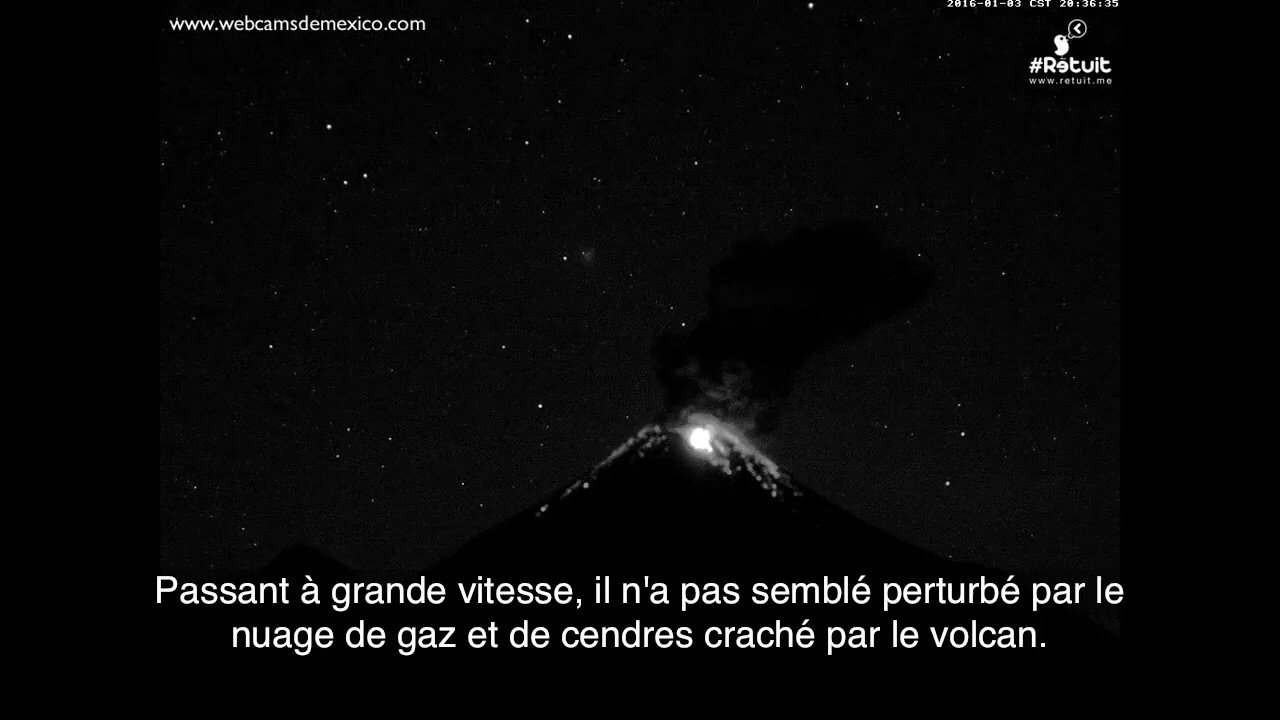 www.webcamsdemexico.com
2016-01-03 CST 20:36:35
#Retuit
www.retuit.me
Passant à grande vitesse, il n'a pas semblé perturbé par le
nuage de gaz et de cendres craché par le volcan.